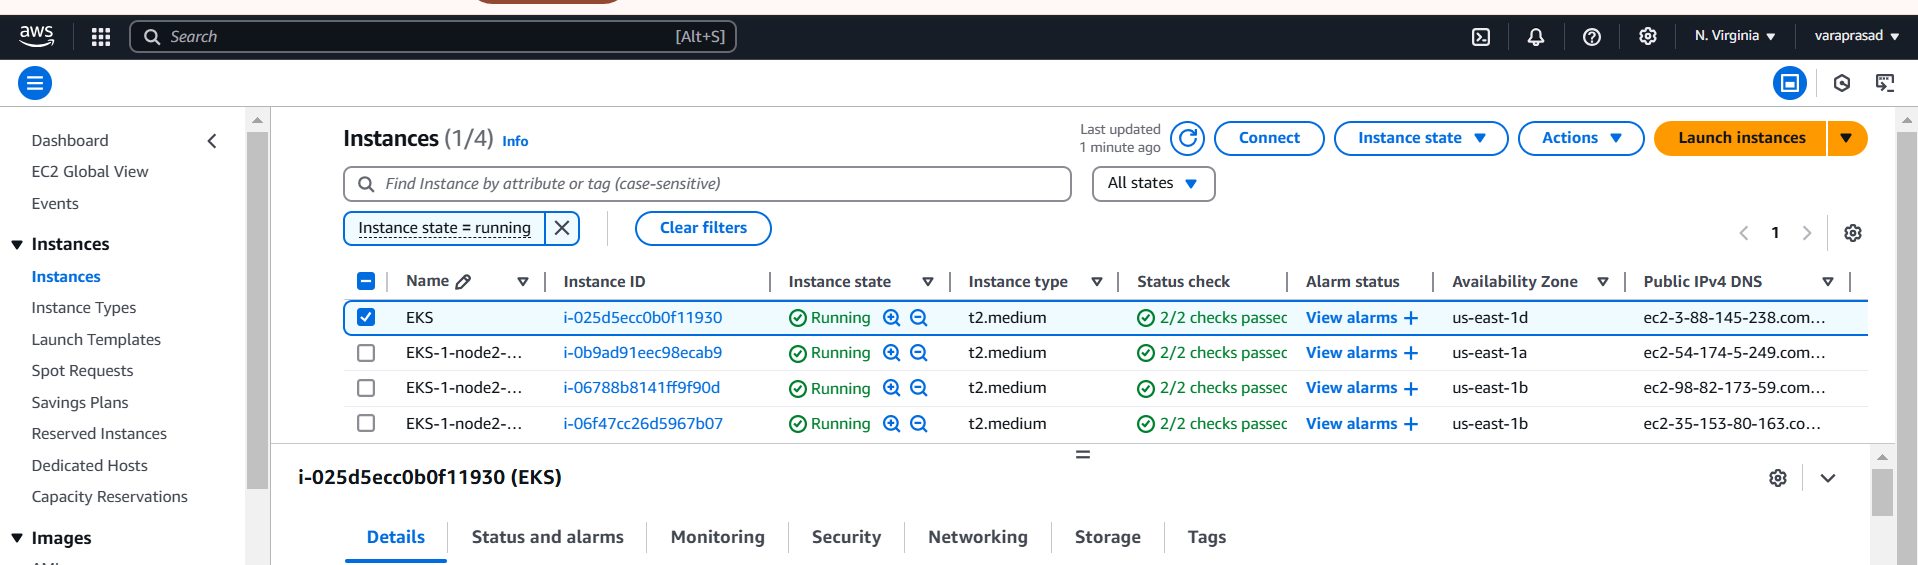 aws
Search [Alt+S] N. Virginia varaprasad
Dashboard
EC2 Global View
Events
Instances
Instances
Instance Types
Launch Templates
Spot Requests
Savings Plans
Reserved Instances
Dedicated Hosts
Capacity Reservations
Images
Instances (1/4) Info
Last updated
1 minute ago
Connect Instance state Actions Launch instances
Find Instance by attribute or tag (case-sensitive) All states
Instance state = running Clear filters
1
Name Instance ID Instance state Instance type Status check Alarm status Availability Zone Public IPv4 DNS
EKS i-025d5ecc0b0f11930 Running t2.medium 2/2 checks passec View alarms + us-east-1d ec2-3-88-145-238.com...
EKS-1-node2-... i-0b9ad91eec98ecab9 Running t2.medium 2/2 checks passec View alarms + us-east-1a ec2-54-174-5-249.com...
EKS-1-node2-... i-06788b8141ff9f90d Running t2.medium 2/2 checks passec View alarms + us-east-1b ec2-98-82-173-59.com...
EKS-1-node2-... i-06f47cc26d5967b07 Running t2.medium 2/2 checks passec View alarms + us-east-1b ec2-35-153-80-163.co...
i-025d5ecc0b0f11930 (EKS)
Details Status and alarms Monitoring Security Networking Storage Tags